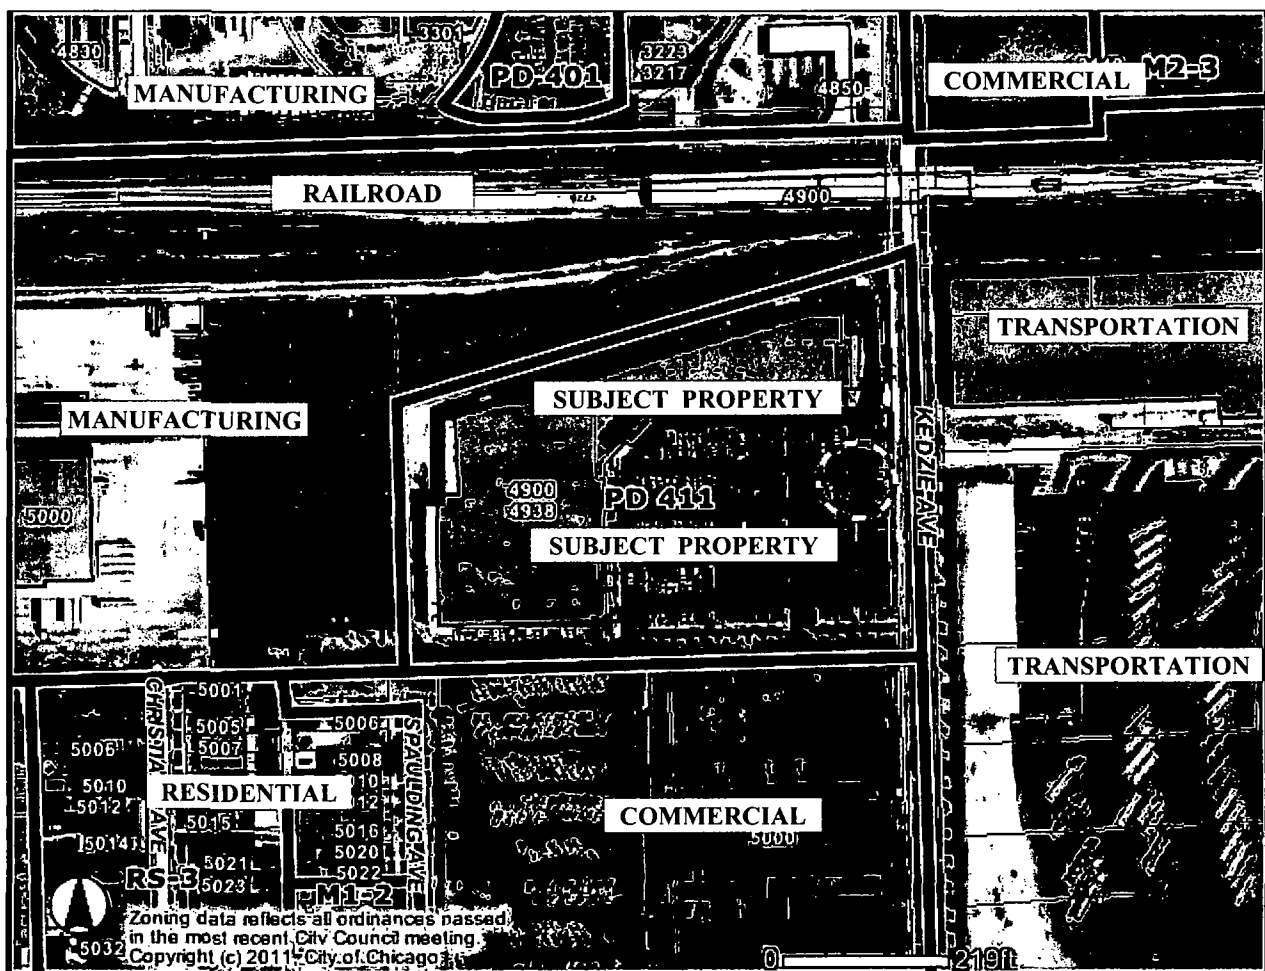 4830
3301
PD-401
3223
3217
4850
MANUFACTURING
COMMERCIAL
M2-3
RAILROAD
4900
TRANSPORTATION
SUBJECT PROPERTY
MANUFACTURING
KEDZIE AVE
4900
4938
PD 411
5000
SUBJECT PROPERTY
TRANSPORTATION
CHRISTIA
AVE
5001
5005
5007
5006
5006
5008
5010
5012
RESIDENTIAL
SPAULDING AVE
COMMERCIAL
5000
5015
5016
5014
5020
5021
5022
5023
RS-3
M1-2
5032
Zoning data reflects all ordinances passed
in the most recent City Council meeting.
Copyright (c) 2011, City of Chicago
0 219ft